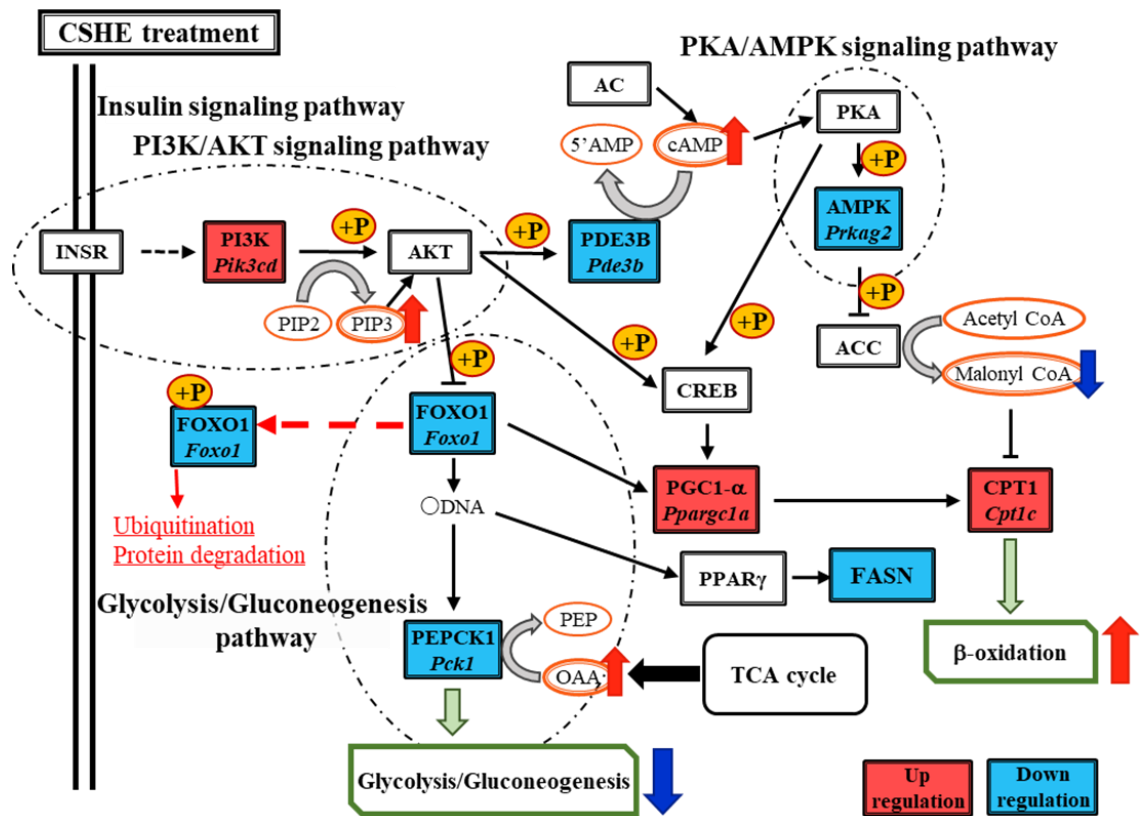 CSHE treatment
PKA/AMPK signaling pathway
Insulin signaling pathway
PI3K/AKT signaling pathway
AC
5’AMP
cAMP
PKA
+P
AMPK
Prkag2
INSR
PI3K
Pik3cd
+P
AKT
+P
PDE3B
Pde3b
PIP2
PIP3
+P
+P
+P
+P
ACC
Acetyl CoA
Malonyl CoA
CREB
+P
FOXO1
Foxo1
FOXO1
Foxo1
PGC1-α
Ppargc1a
CPT1
Cpt1c
DNA
Ubiquitination
Protein degradation
PPARγ
FASN
Glycolysis/Gluconeogenesis
pathway
PEPCK1
Pck1
PEP
OAA
TCA cycle
β-oxidation
Glycolysis/Gluconeogenesis
Up
regulation
Down
regulation